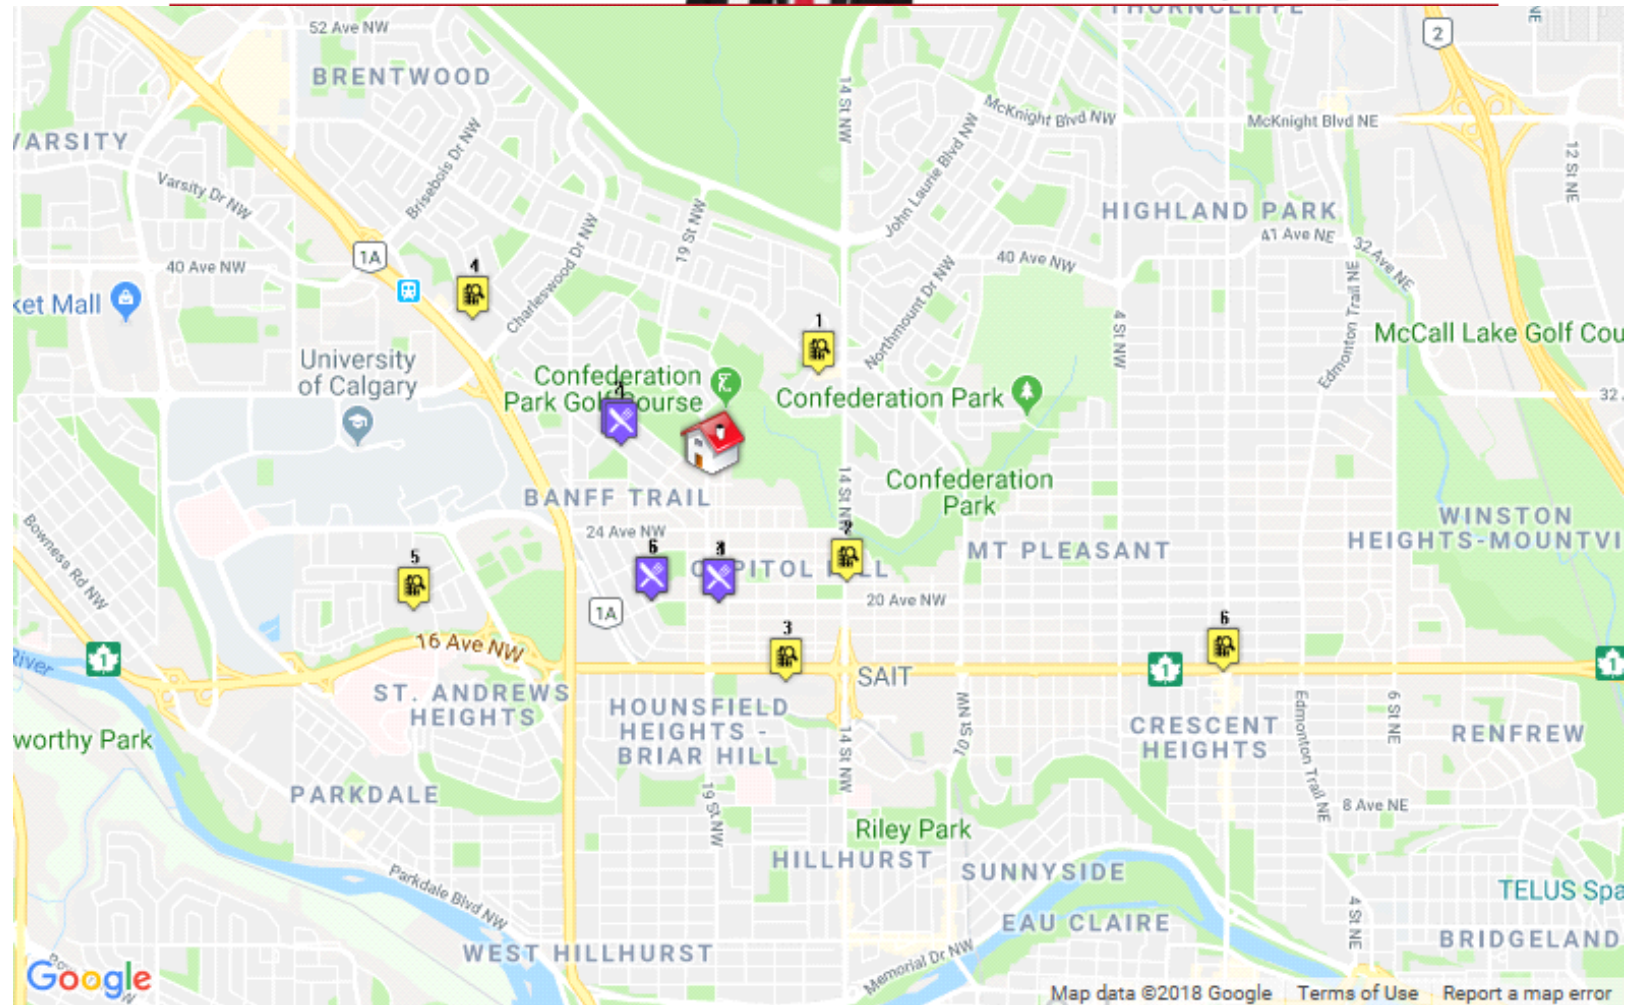 THORNCLIFFE
NE
52 Ave NW
2
BRENTWOOD
14 St NW
McKnight Blvd NW
McKnight Blvd NE
VARSITY
Brisebois Dr NW
John Laurie Blvd NW
12 St NE
Varsity Dr NW
HIGHLAND PARK
19 St NW
41 Ave NE
32 Ave NE
1A
40 Ave NW
4
Charleswood Dr NW
40 Ave NW
Northmount Dr NW
Edmonton Trail NE
ket Mall
1
4 St NW
McCall Lake Golf Cou
University
of Calgary
Confederation
Park Golf Course
Confederation Park
32
14 St NW
Confederation
Park
BANFF TRAIL
WINSTON
HEIGHTS-MOUNTVI
Bowness Rd NW
24 Ave NW
MT PLEASANT
5
CAPITOL HILL
20 Ave NW
1A
6
3
16 Ave NW
River
1
1
1
SAIT
ST. ANDREWS
HEIGHTS
HOUNSFIELD
HEIGHTS -
BRIAR HILL
10 St NW
Edmonton Trail NE
6 St NE
CRESCENT
HEIGHTS
RENFREW
worthy Park
14 St NW
PARKDALE
19 St NW
8 Ave NE
Riley Park
HILLHURST
SUNNYSIDE
Parkdale Blvd NW
TELUS Spa
EAU CLAIRE
4 St NE
BRIDGELAND
WEST HILLHURST
Memorial Dr NW
Google
Map data ©2018 Google
Terms of Use
Report a map error